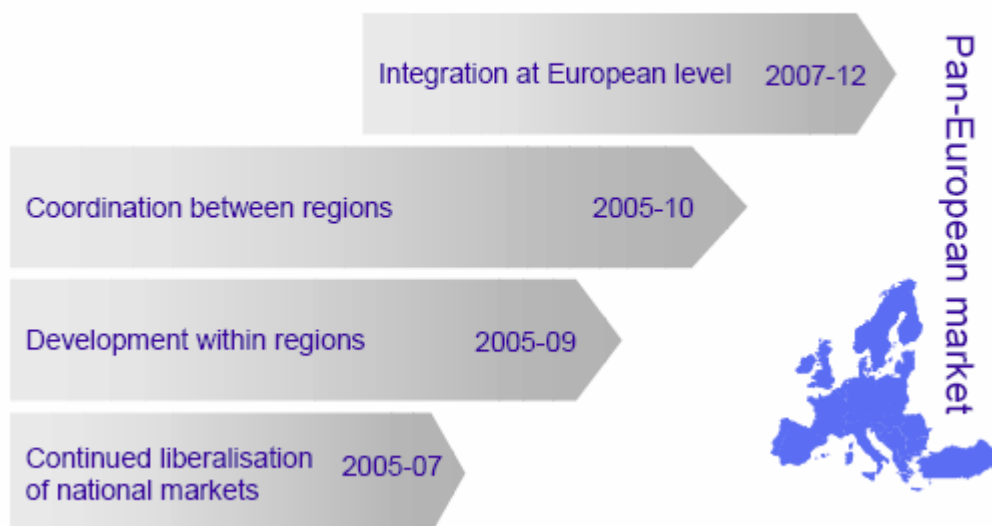 Integration at European level 2007-12
Coordination between regions 2005-10
Development within regions 2005-09
Continued liberalisation
of national markets 2005-07
Pan-European market